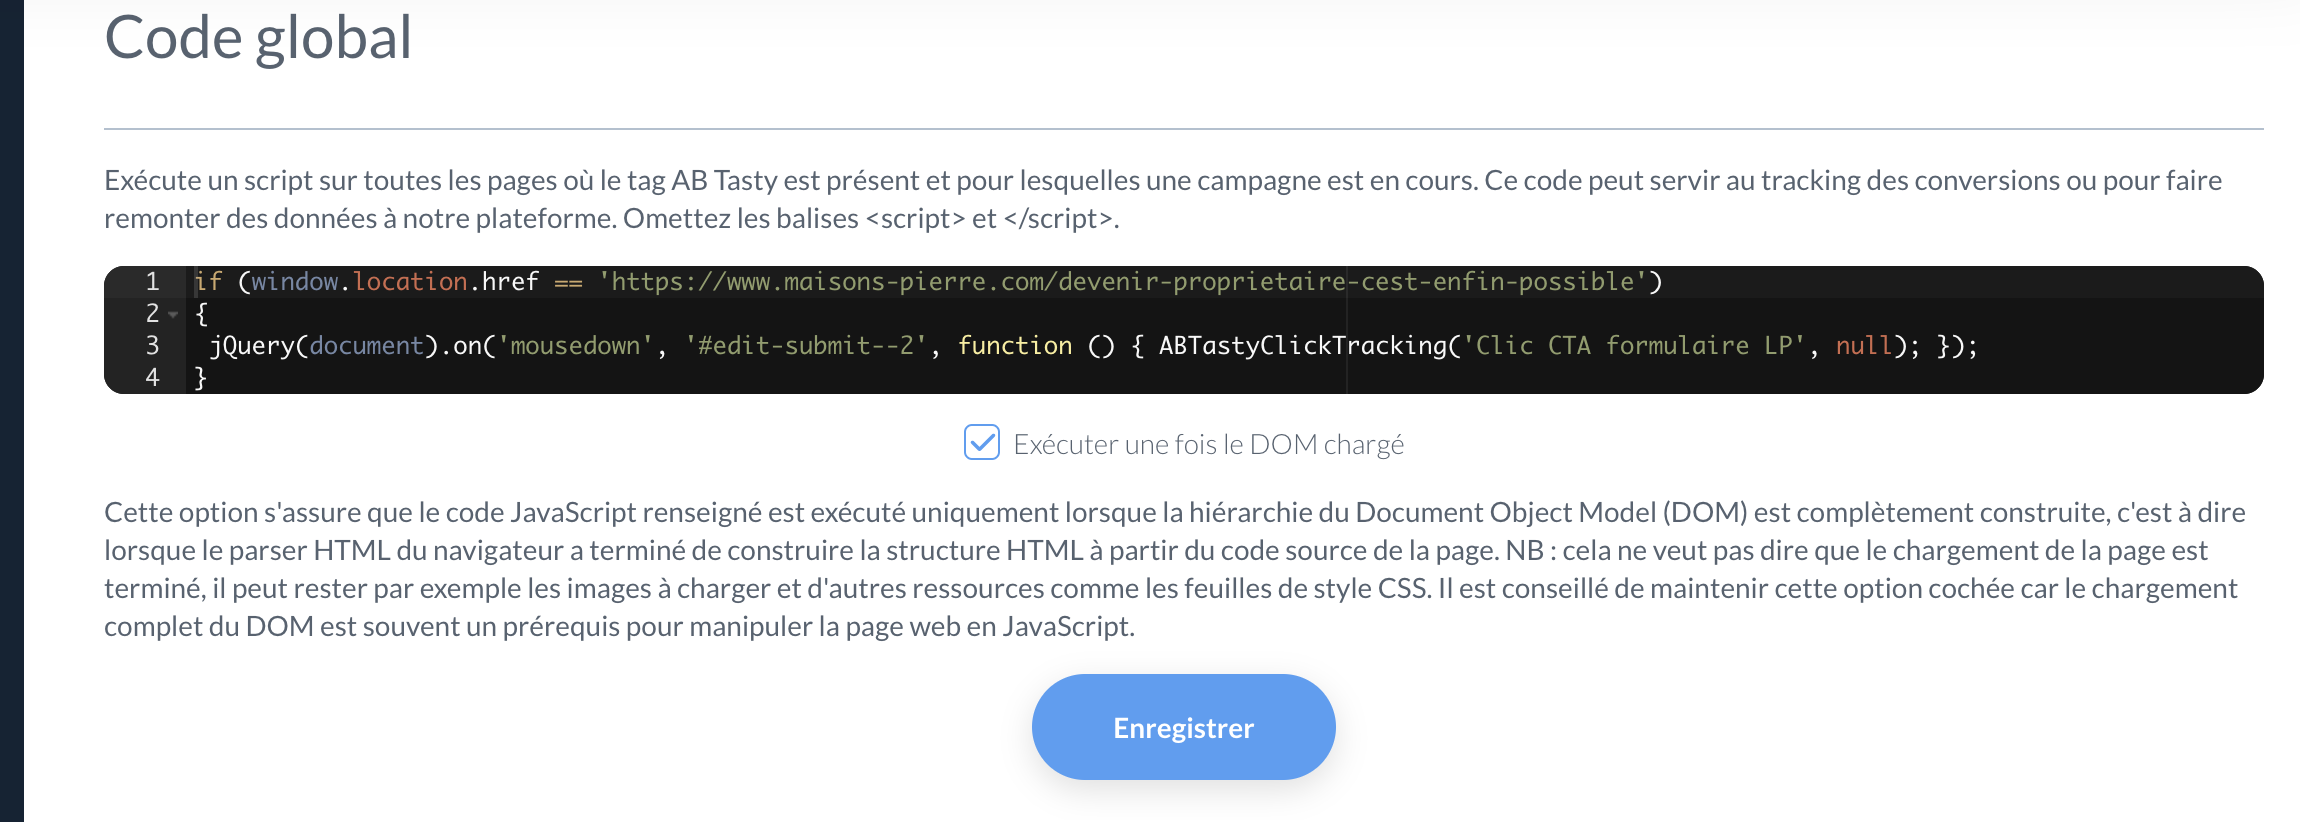 Code global
Exécute un script sur toutes les pages où le tag AB Tasty est présent et pour lesquelles une campagne est en cours. Ce code peut servir au tracking des conversions ou pour faire
remonter des données à notre plateforme. Omettez les balises <script> et </script>.
1 if (window.location.href == 'https://www.maisons-pierre.com/devenir-proprietaire-cest-enfin-possible')
2 {
3  jQuery(document).on('mousedown', '#edit-submit--2', function () { ABTastyClickTracking('Clic CTA formulaire LP', null); });
4 }
Exécuter une fois le DOM chargé
Cette option s'assure que le code JavaScript renseigné est exécuté uniquement lorsque la hiérarchie du Document Object Model (DOM) est complètement construite, c'est à dire
lorsque le parser HTML du navigateur a terminé de construire la structure HTML à partir du code source de la page. NB : cela ne veut pas dire que le chargement de la page est
terminé, il peut rester par exemple les images à charger et d'autres ressources comme les feuilles de style CSS. Il est conseillé de maintenir cette option cochée car le chargement
complet du DOM est souvent un prérequis pour manipuler la page web en JavaScript.
Enregistrer